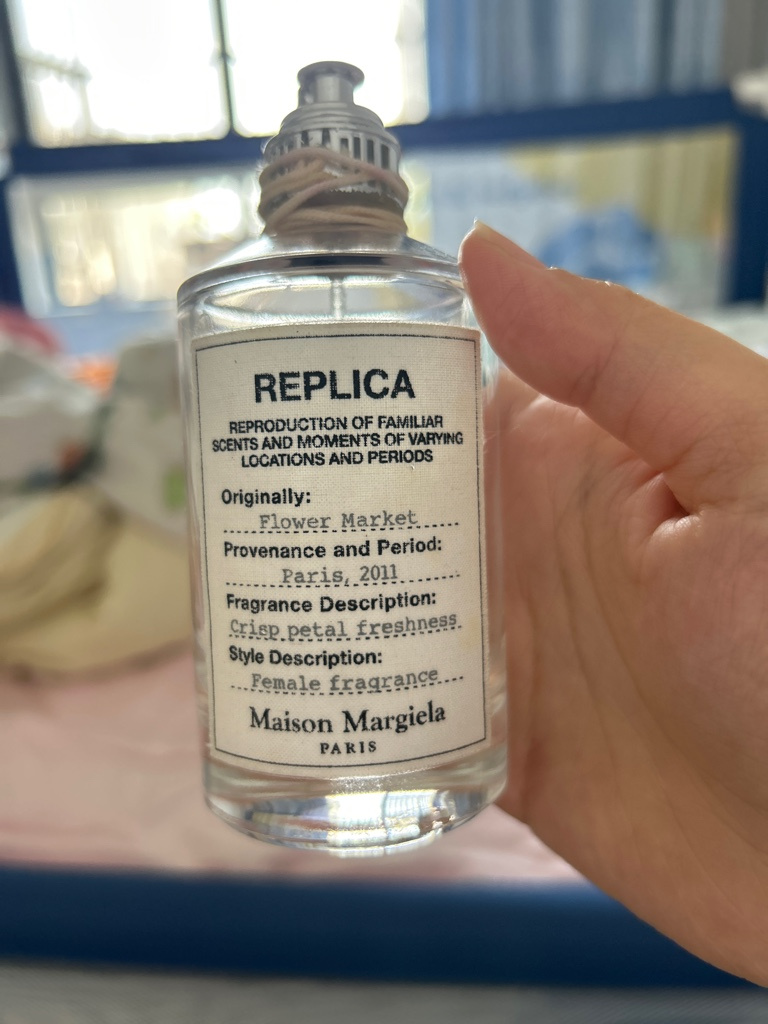 REPLICA
REPRODUCTION OF FAMILIAR
SCENTS AND MOMENTS OF VARYING
LOCATIONS AND PERIODS
Originally:
Flower Market
Provenance and Period:
Paris, 2011
Fragrance Description:
Crisp petal freshness
Style Description:
Female fragrance
Maison Margiela
PARIS